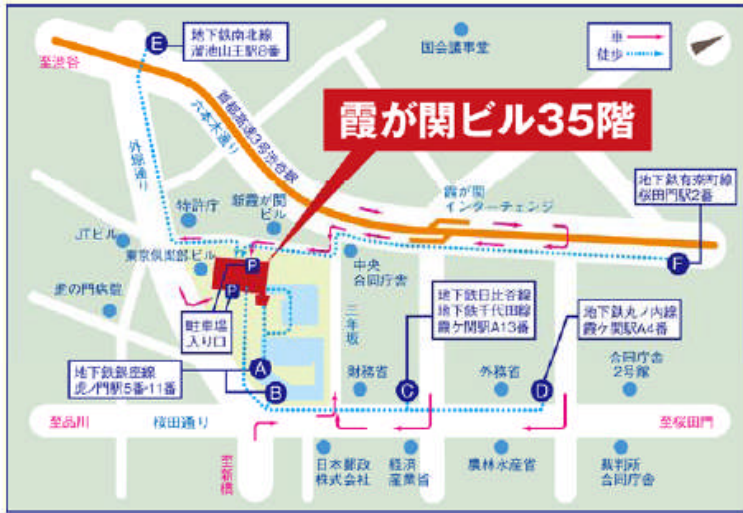 地下鉄南北線
溜池山王駅8番
E
国会議事堂
車
徒歩
至渋谷
首都高速3号渋谷線
六本木通り
霞が関ビル35階
外堀通り
特許庁
新霞が関
ビル
霞が関
インターチェンジ
地下鉄有楽町線
桜田門駅2番
F
JTビル
東京倶楽部ビル
P
P
中央
合同庁舎
虎の門病院
駐車場
入り口
三年坂
地下鉄日比谷線
地下鉄千代田線
霞ケ関駅A13番
地下鉄丸ノ内線
霞ケ関駅A4番
地下鉄銀座線
虎ノ門駅5番・11番
A
B
財務省
C
外務省
D
合同庁舎
2号館
至品川
桜田通り
至桜田門
至新橋
日本郵政
株式会社
経済
産業省
農林水産省
裁判所
合同庁舎